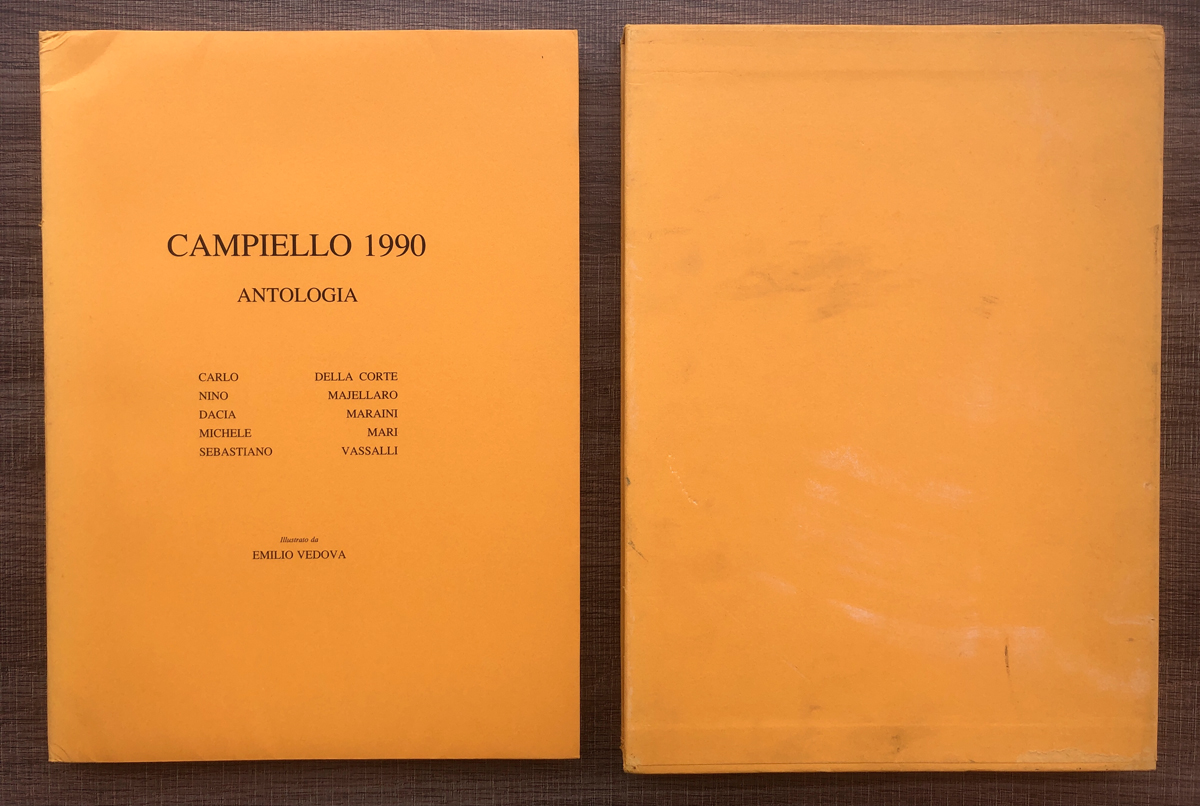 CAMPIELLO 1990
ANTOLOGIA
CARLO DELLA CORTE
NINO MAJELLARO
DACIA MARAINI
MICHELE MARI
SEBASTIANO VASSALLI
Illustrato da
EMILIO VEDOVA